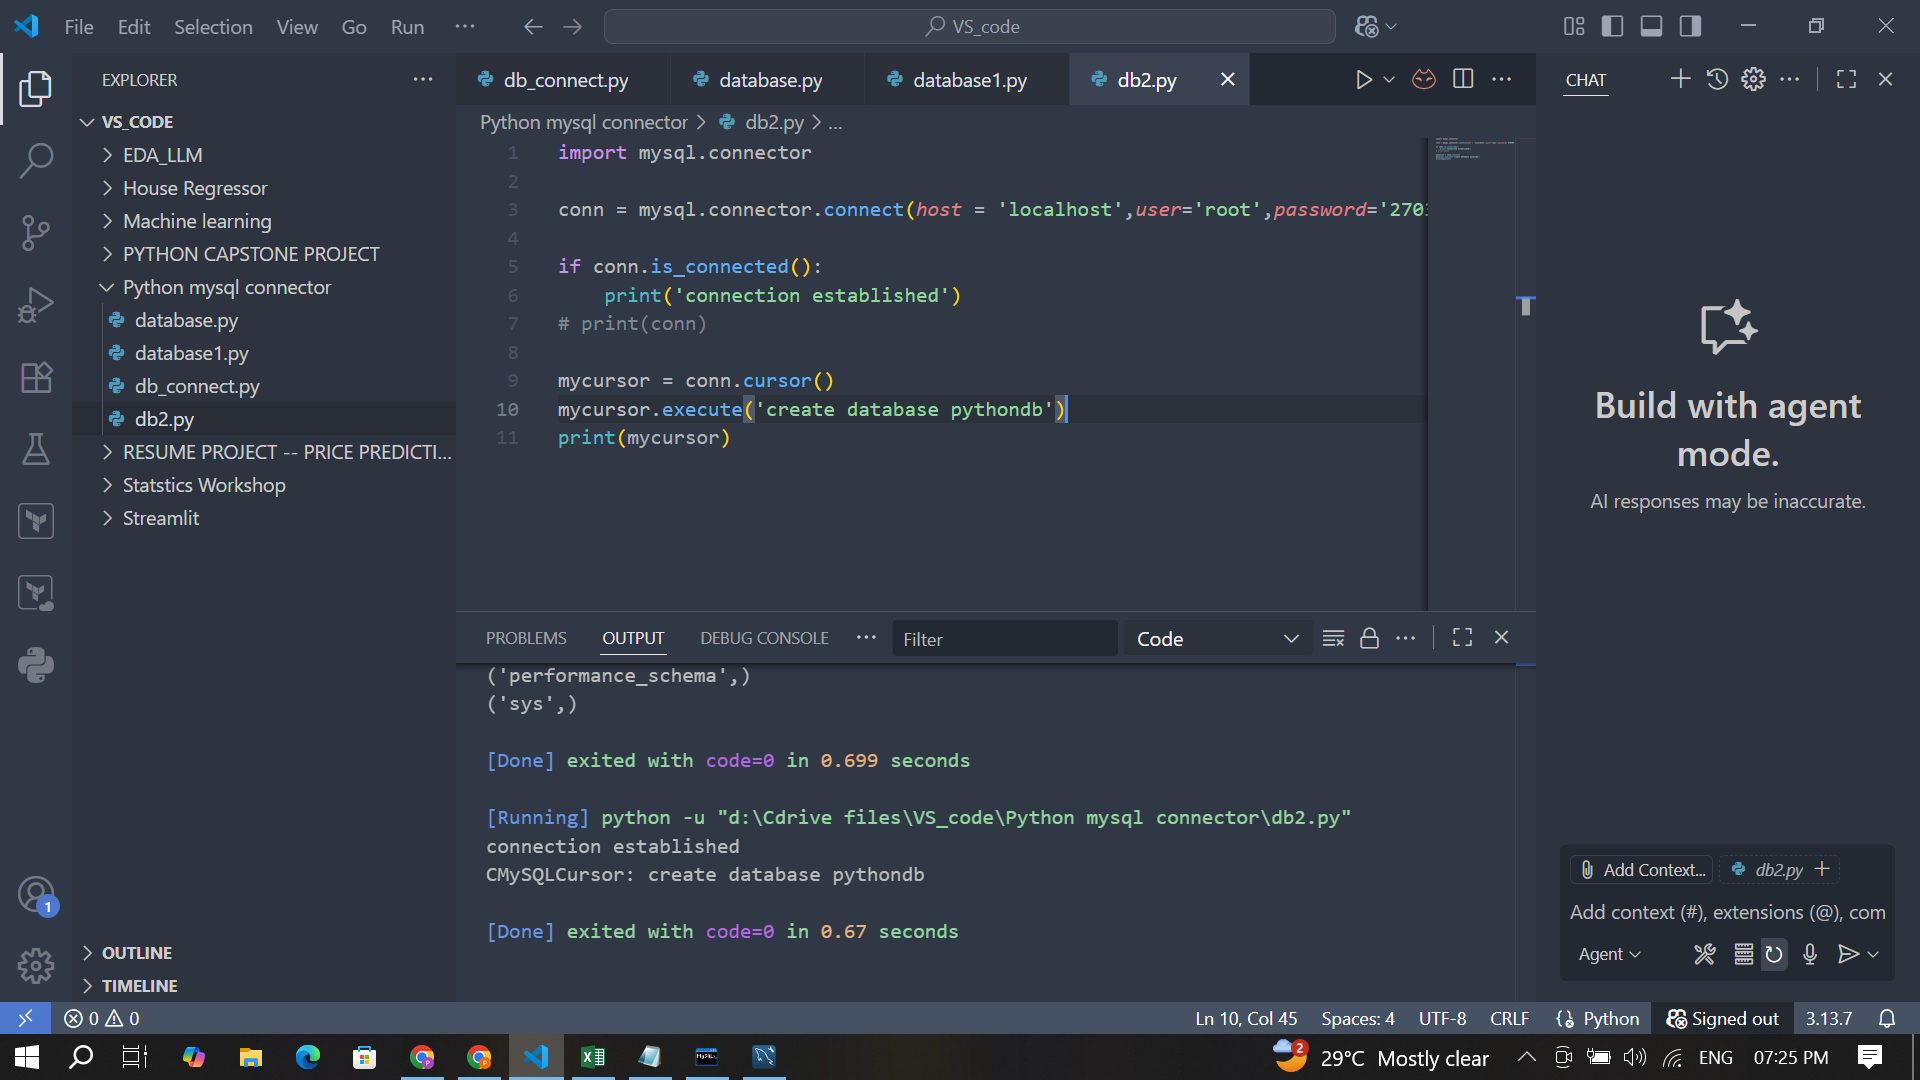 File Edit Selection View Go Run ... VS_code
EXPLORER
VS_CODE
EDA_LLM
House Regressor
Machine learning
PYTHON CAPSTONE PROJECT
Python mysql connector
database.py
database1.py
db_connect.py
db2.py
RESUME PROJECT -- PRICE PREDICTI...
Statstics Workshop
Streamlit
OUTLINE
TIMELINE
db_connect.py database.py database1.py db2.py
Python mysql connector > db2.py > ...
1 import mysql.connector
2
3 conn = mysql.connector.connect(host = 'localhost',user='root',password='270
4
5 if conn.is_connected():
6 print('connection established')
7 # print(conn)
8
9 mycursor = conn.cursor()
10 mycursor.execute('create database pythondb')
11 print(mycursor)
PROBLEMS OUTPUT DEBUG CONSOLE ... Filter Code
('performance_schema',)
('sys',)
[Done] exited with code=0 in 0.699 seconds
[Running] python -u "d:\Cdrive files\VS_code\Python mysql connector\db2.py"
connection established
CMySQLCursor: create database pythondb
[Done] exited with code=0 in 0.67 seconds
CHAT
Build with agent
mode.
AI responses may be inaccurate.
Add Context... db2.py +
Add context (#), extensions (@), com
Agent
1
0 0 Ln 10, Col 45 Spaces: 4 UTF-8 CRLF Python Signed out 3.13.7
2 29°C Mostly clear ENG 07:25 PM